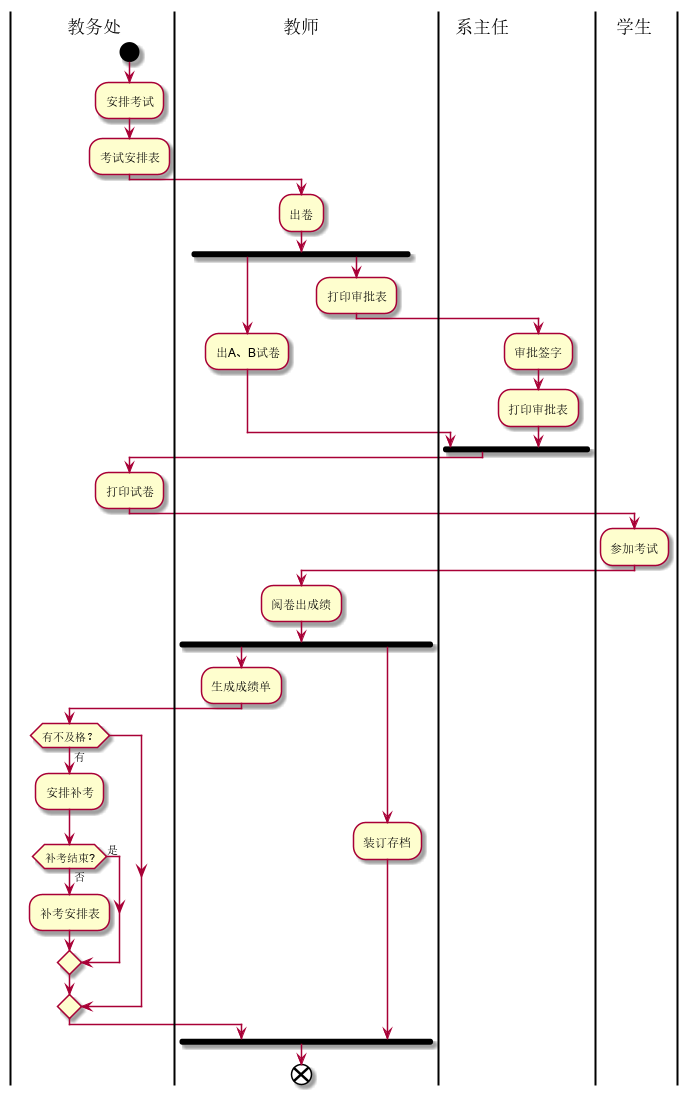 教务处
教师
系主任
学生
安排考试
考试安排表
出卷
打印审批表
出A、B试卷
审批签字
打印审批表
打印试卷
参加考试
阅卷出成绩
生成成绩单
有不及格？
有
安排补考
装订存档
补考结束?
是
否
补考安排表